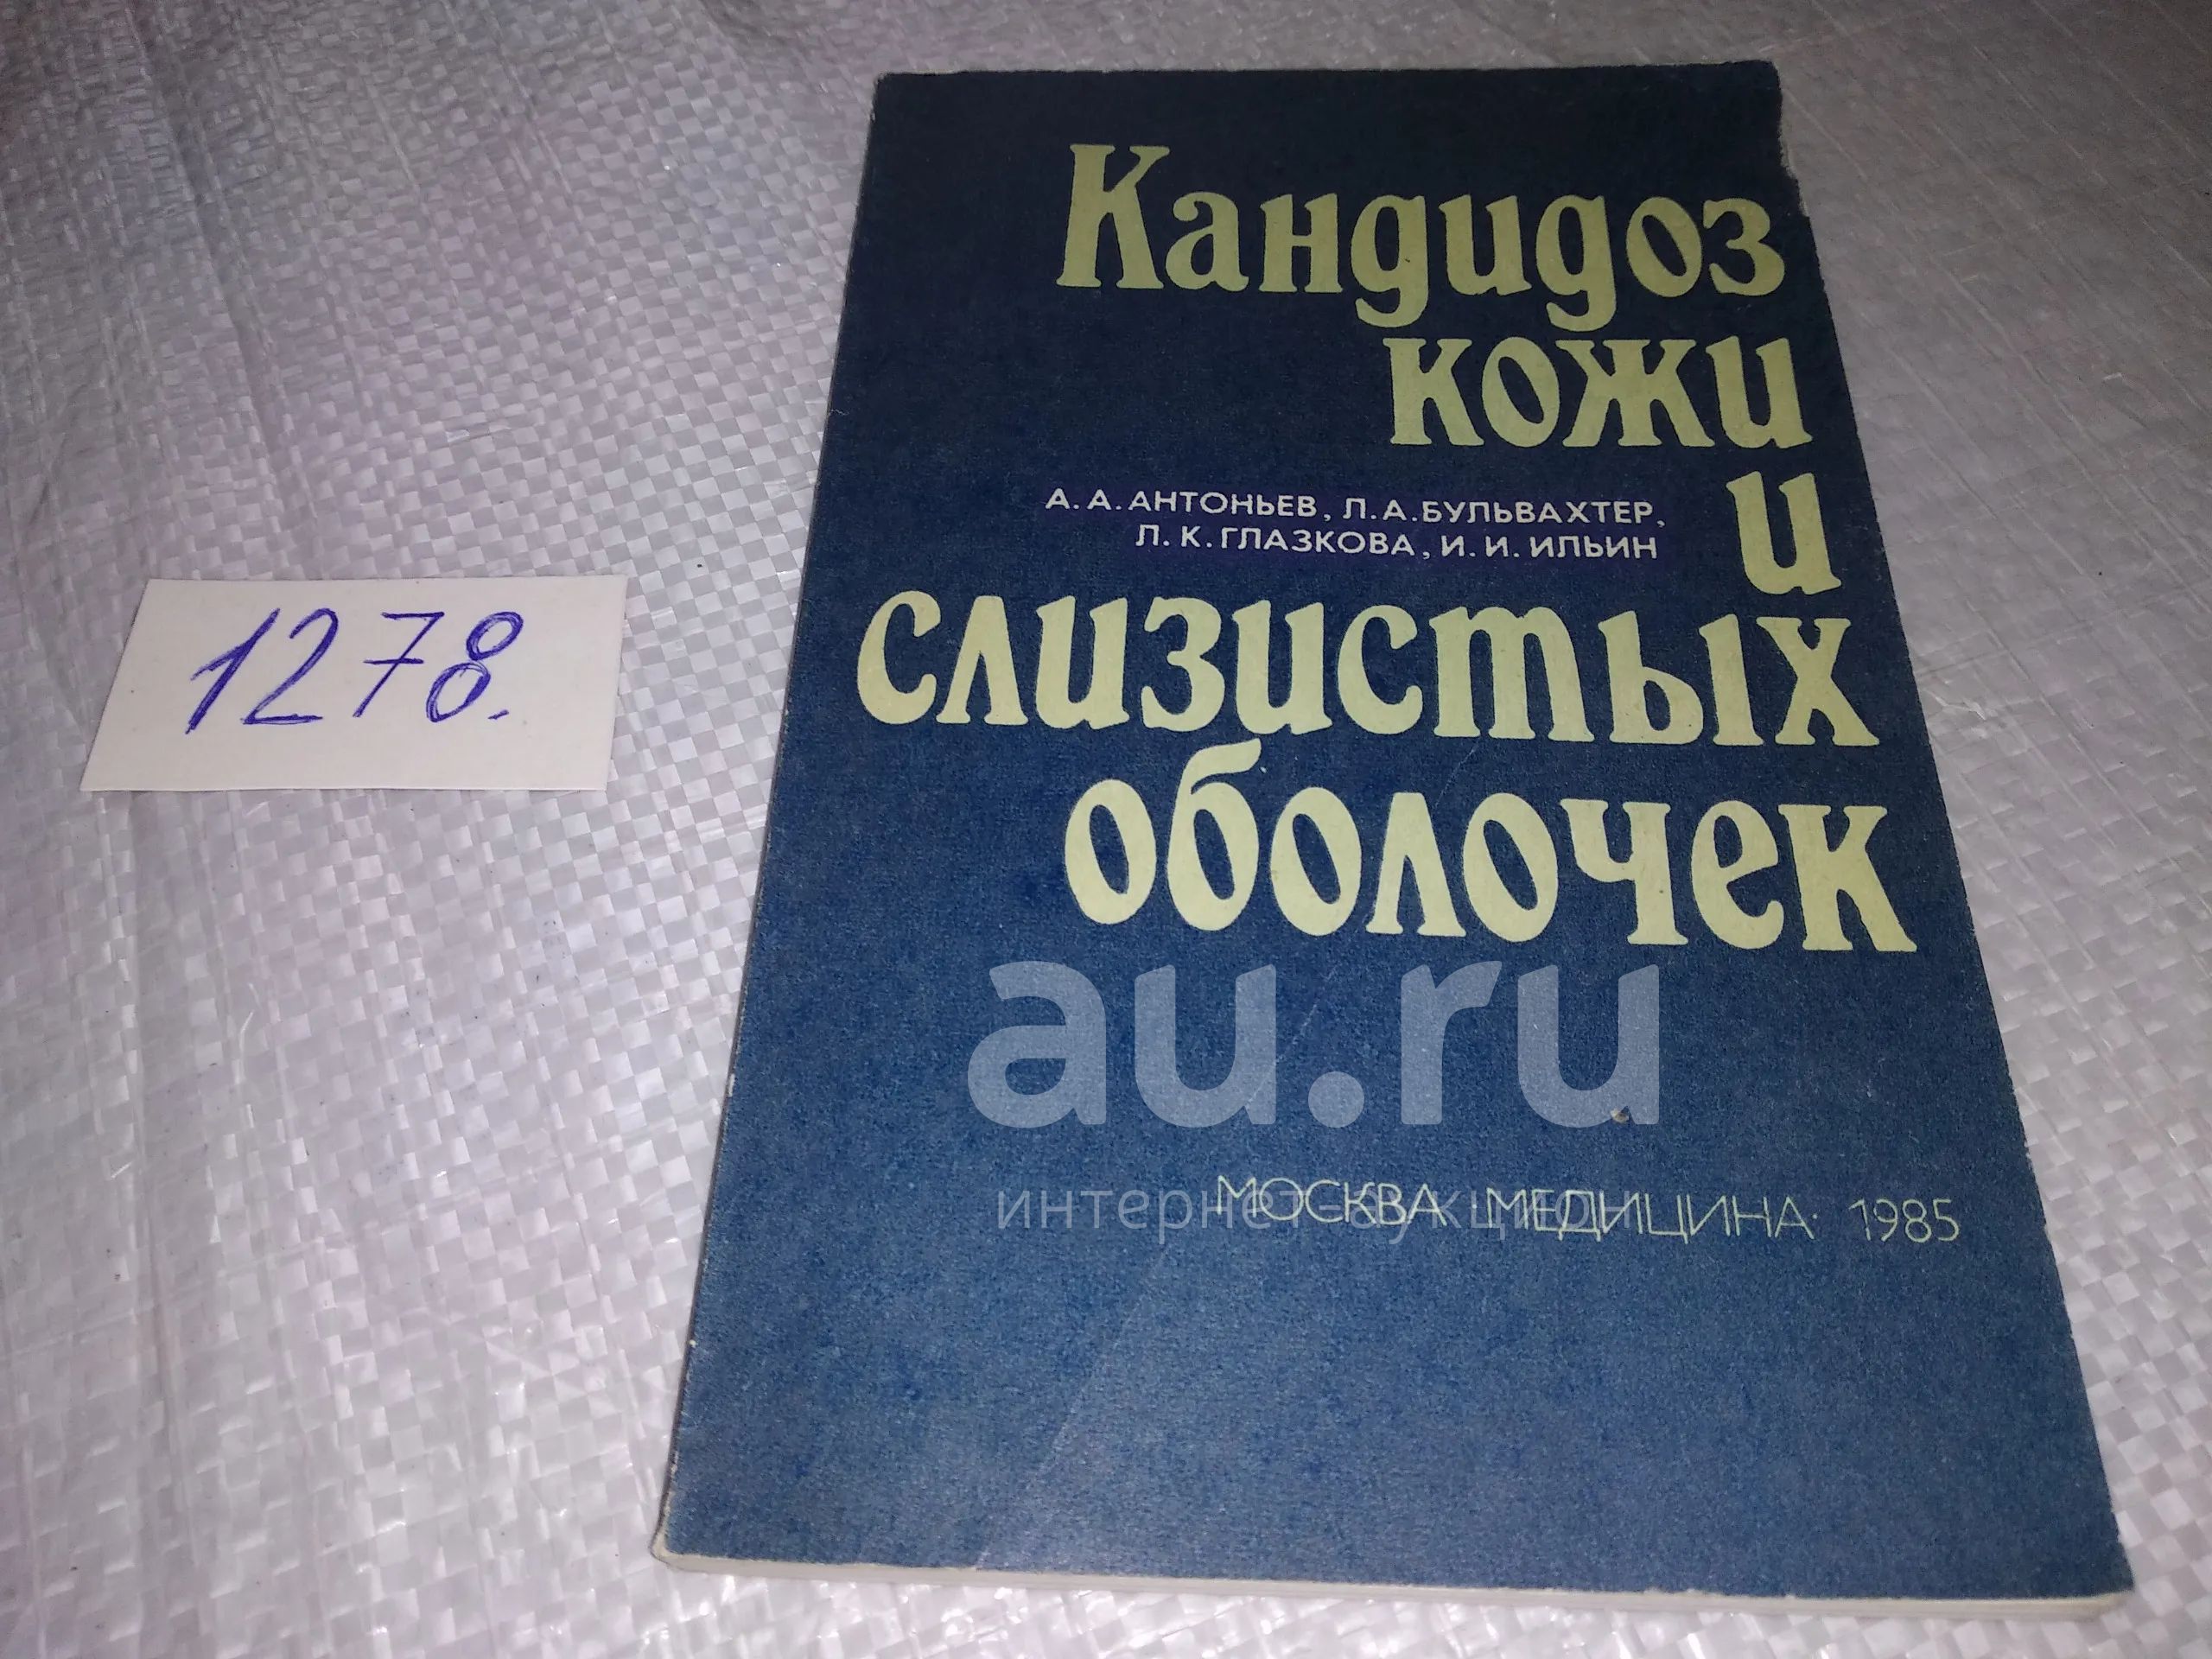 Кандидоз
кожи
и
А. А. АНТОНЬЕВ, Л. А. БУЛЬВАХТЕР,
Л. К. ГЛАЗКОВА, И. И. ИЛЬИН
слизистых
оболочек
1278.
au.ru
интернет-аукцион
МОСКВА · МЕДИЦИНА · 1985